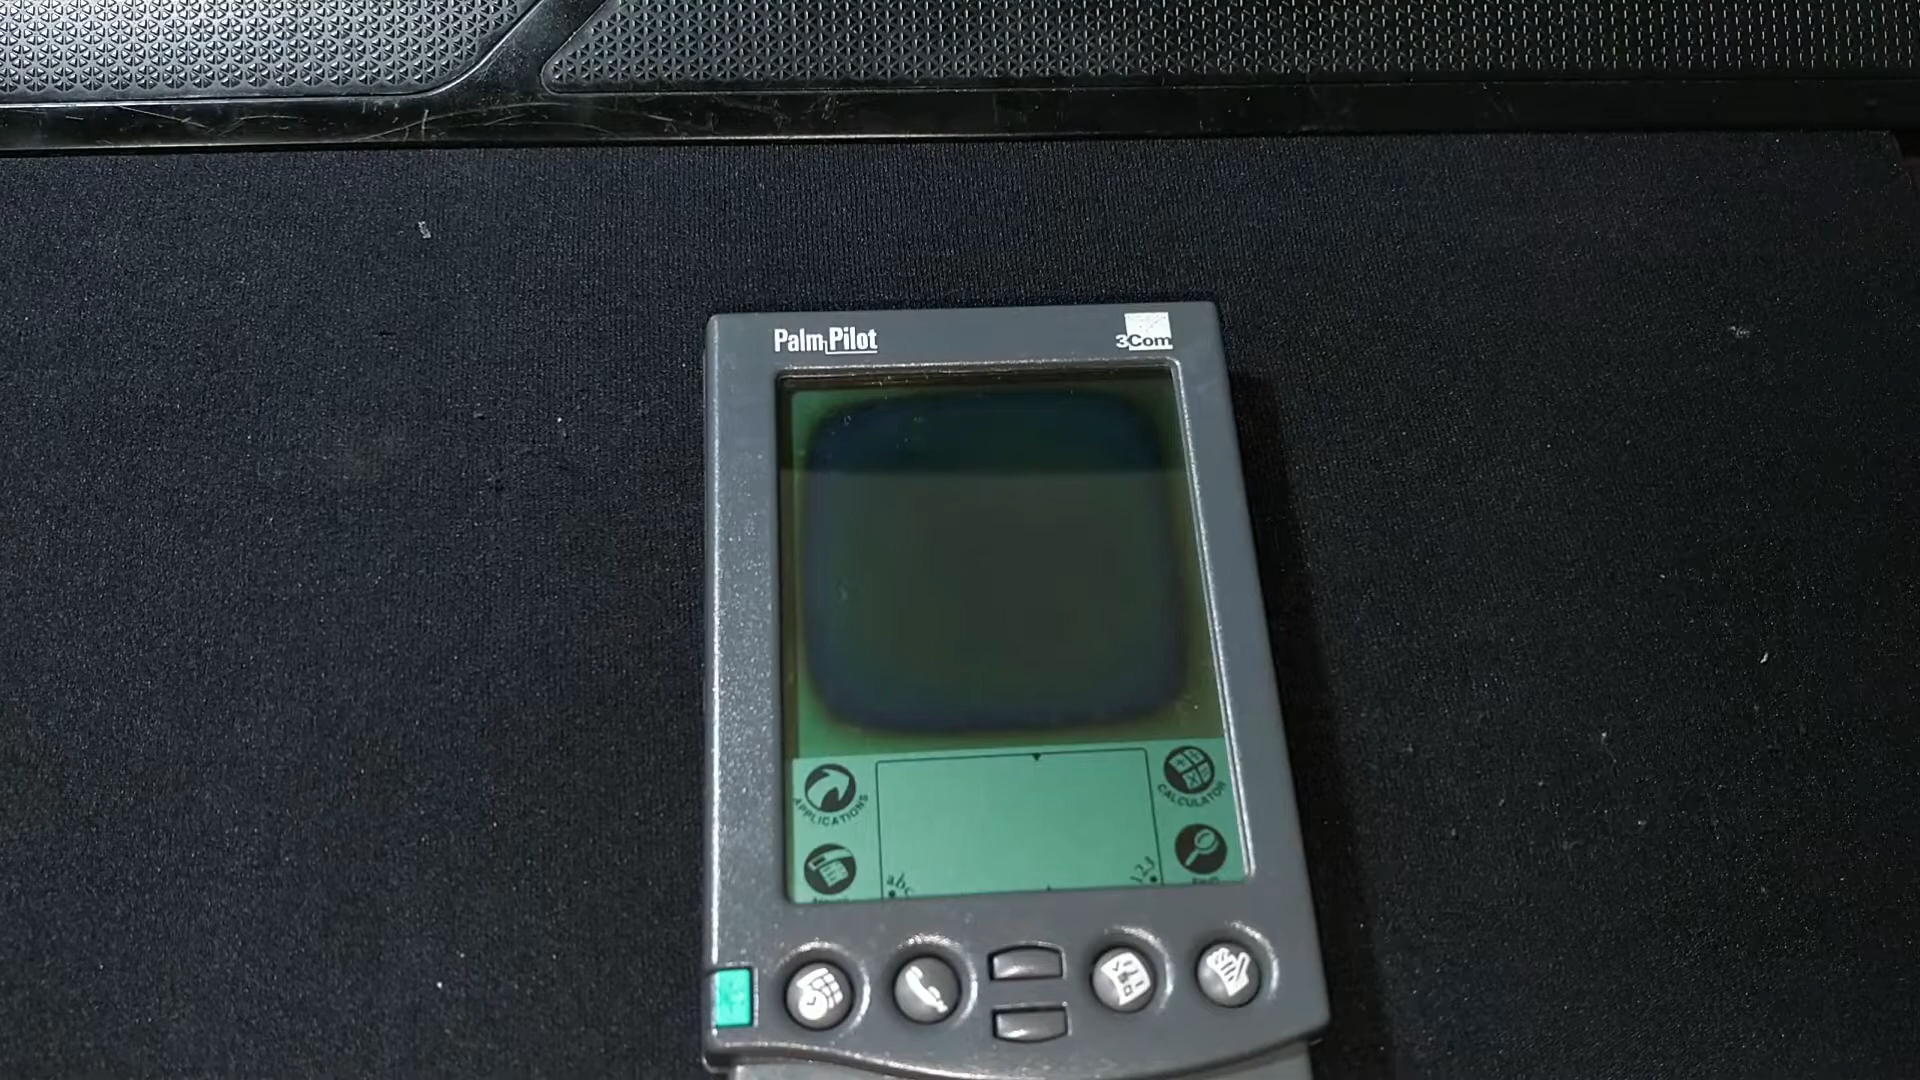 PalmPilot
3Com
APPLICATIONS
CALCULATOR
abc
123